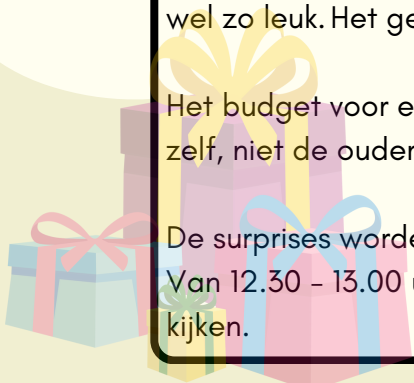 wel zo leuk. Het ge
Het budget voor e
zelf, niet de ouder
De surprises worde
Van 12.30 - 13.00 u
kijken.